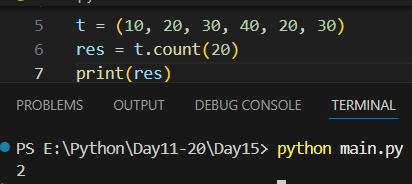 5 t = (10, 20, 30, 40, 20, 30)
6 res = t.count(20)
7 print(res)
PROBLEMS OUTPUT DEBUG CONSOLE TERMINAL
PS E:\Python\Day11-20\Day15> python main.py
2